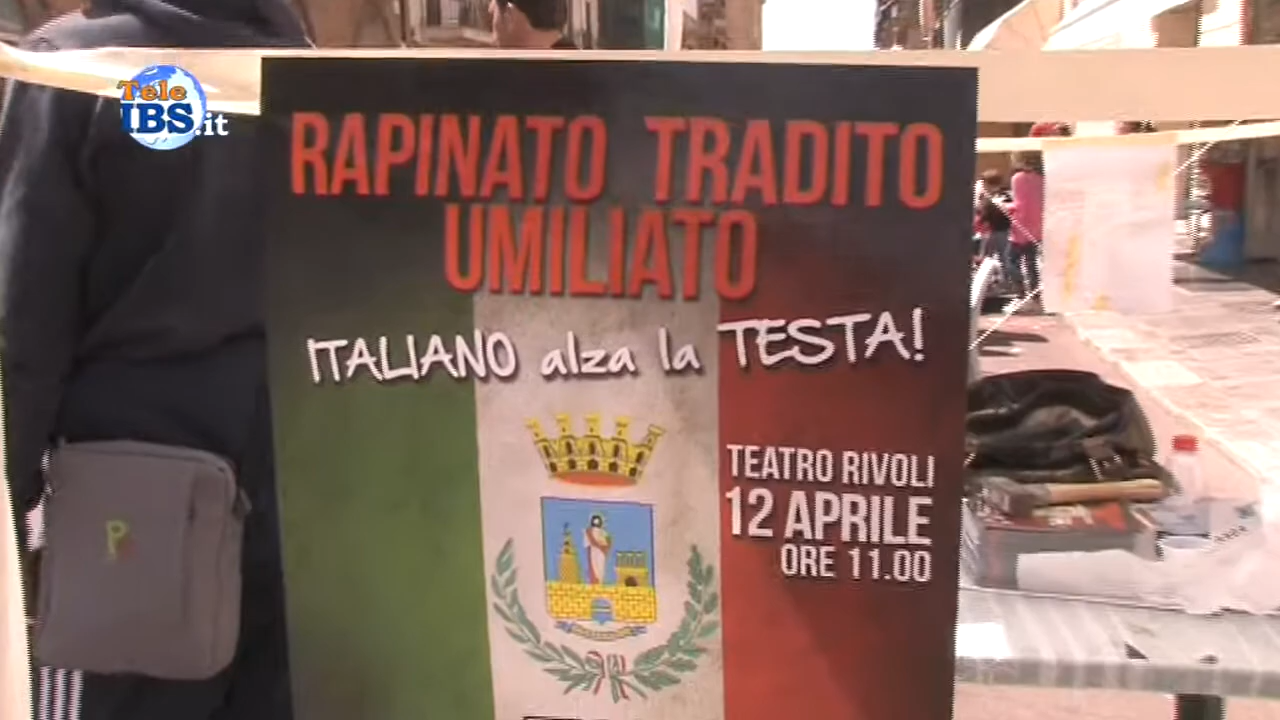 Tele
IBS.it
RAPINATO TRADITO
UMILIATO
ITALIANO alza la TESTA!
TEATRO RIVOLI
12 APRILE
ORE 11.00